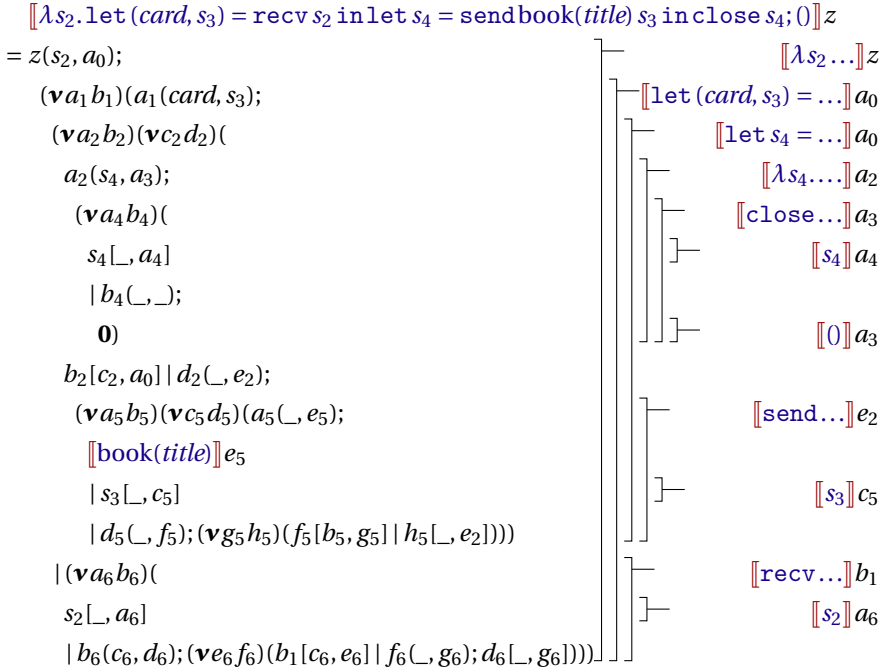 ⟦λs₂.let (card, s₃) = recv s₂ in let s₄ = send book(title) s₃ in close s₄; ()⟧z
= z(s₂, a₀); ⟦λs₂ ...⟧z
(νa₁b₁)(a₁(card, s₃); ⟦let (card, s₃) = ...⟧a₀
(νa₂b₂)(νc₂d₂)( ⟦let s₄ = ...⟧a₀
a₂(s₄, a₃); ⟦λs₄....⟧a₂
(νa₄b₄)( ⟦close...⟧a₃
s₄[_, a₄] ⟦s₄⟧a₄
| b₄(_, _);
0) ⟦()⟧a₃
b₂[c₂, a₀] | d₂(_, e₂);
(νa₅b₅)(νc₅d₅)(a₅(_, e₅); ⟦send...⟧e₂
⟦book(title)⟧e₅
| s₃[_, c₅] ⟦s₃⟧c₅
| d₅(_, f₅); (νg₅h₅)(f₅[b₅, g₅] | h₅[_, e₂])))
| (νa₆b₆)( ⟦recv...⟧b₁
s₂[_, a₆] ⟦s₂⟧a₆
| b₆(c₆, d₆); (νe₆f₆)(b₁[c₆, e₆] | f₆(_, g₆); d₆[_, g₆])))